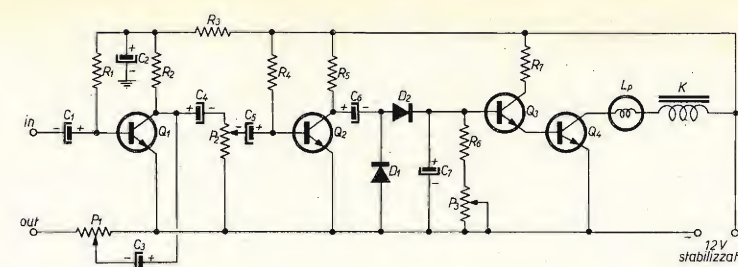 R3
R1
C2
R2
R4
R5
R7
C1
C4
C5
C6
D2
Lp
K
in
Q1
P2
Q2
Q3
Q4
R6
D1
C7
P3
out
P1
C3
12V
stabilizzat